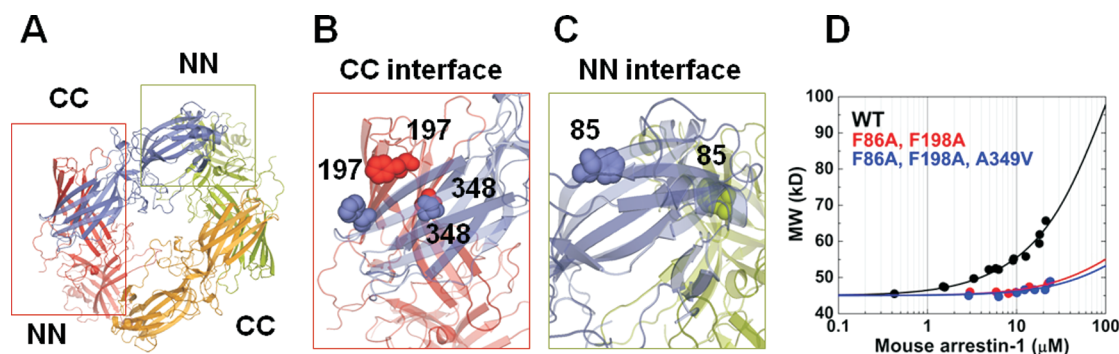 A
CC
NN
NN
CC
B
CC interface
197
197
348
348
C
NN interface
85
85
D
MW (kD)
100
90
80
70
60
50
40
WT
F86A, F198A
F86A, F198A, A349V
0.1
1
10
100
Mouse arrestin-1 (μM)